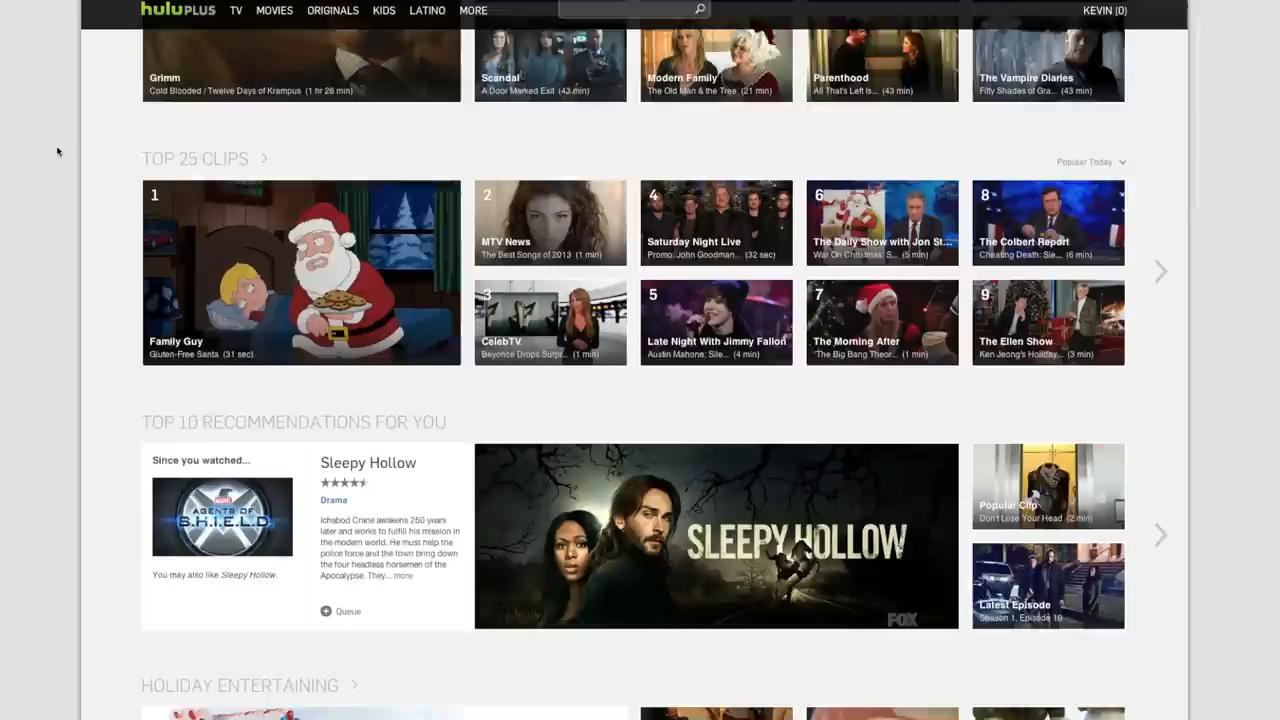 huluPLUS TV MOVIES ORIGINALS KIDS LATINO MORE KEVIN (0)
Grimm
Cold Blooded / Twelve Days of Krampus (1 hr 26 min)
Scandal
A Door Marked Exit (43 min)
Modern Family
The Old Man & the Tree (21 min)
Parenthood
All That's Left Is... (43 min)
The Vampire Diaries
Fifty Shades of Gra... (43 min)
TOP 25 CLIPS
Popular Today
1
Family Guy
Gluten-Free Santa (31 sec)
2
MTV News
The Best Songs of 2013 (1 min)
3
CelebTV
Beyonce Drops Surpr... (1 min)
4
Saturday Night Live
Promo: John Goodman... (32 sec)
5
Late Night With Jimmy Fallon
Austin Mahone: Sile... (4 min)
6
The Daily Show with Jon St...
War On Christmas: S... (5 min)
7
The Morning After
'The Big Bang Theor... (1 min)
8
The Colbert Report
Cheating Death: Sle... (6 min)
9
The Ellen Show
Ken Jeong's Holiday... (3 min)
TOP 10 RECOMMENDATIONS FOR YOU
Since you watched...
MARVEL
AGENTS OF
S.H.I.E.L.D.
You may also like Sleepy Hollow.
Sleepy Hollow
Drama
Ichabod Crane awakens 250 years
later and works to fulfill his mission in
the modern world. He must help the
police force and the town bring down
the four headless horsemen of the
Apocalypse. They... more
Queue
SLEEPY HOLLOW
FOX
Popular Clip
Don't Lose Your Head (2 min)
Latest Episode
Season 1, Episode 10
HOLIDAY ENTERTAINING